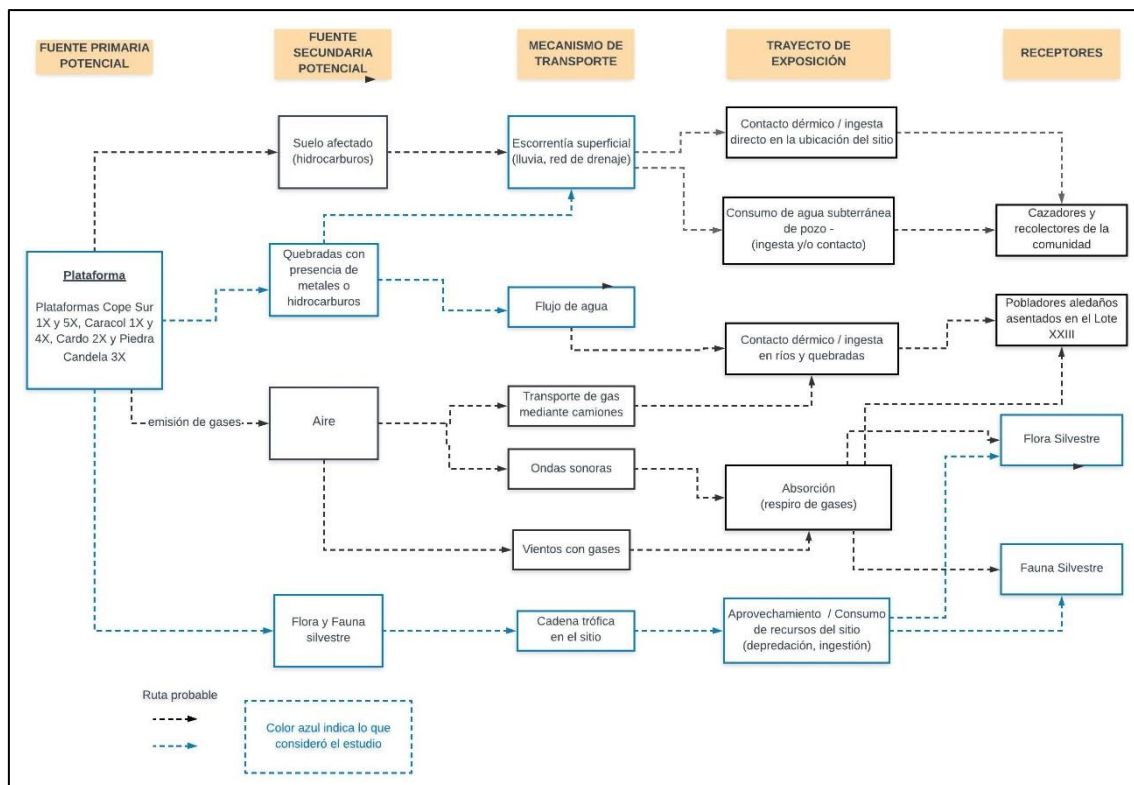 FUENTE PRIMARIA
POTENCIAL
FUENTE
SECUNDARIA
POTENCIAL
MECANISMO DE
TRANSPORTE
TRAYECTO DE
EXPOSICIÓN
RECEPTORES
Suelo afectado
(hidrocarburos)
Escorrentía superficial
(lluvia, red de drenaje)
Contacto dérmico / ingesta
directo en la ubicación del sitio
Consumo de agua subterránea
de pozo -
(ingesta y/o contacto)
Cazadores y
recolectores de la
comunidad
Plataforma
Plataformas Cope Sur
1X y 5X, Caracol 1X y
4X, Cardo 2X y Piedra
Candela 3X
Quebradas con
presencia de
metales o
hidrocarburos
Flujo de agua
Contacto dérmico / ingesta
en ríos y quebradas
Pobladores aledaños
asentados en el Lote
XXIII
emisión de gases
Aire
Transporte de gas
mediante camiones
Ondas sonoras
Vientos con gases
Absorción
(respiro de gases)
Flora Silvestre
Fauna Silvestre
Flora y Fauna
silvestre
Cadena trófica
en el sitio
Aprovechamiento / Consumo
de recursos del sitio
(depredación, ingestión)
Ruta probable
Color azul indica lo que
consideró el estudio